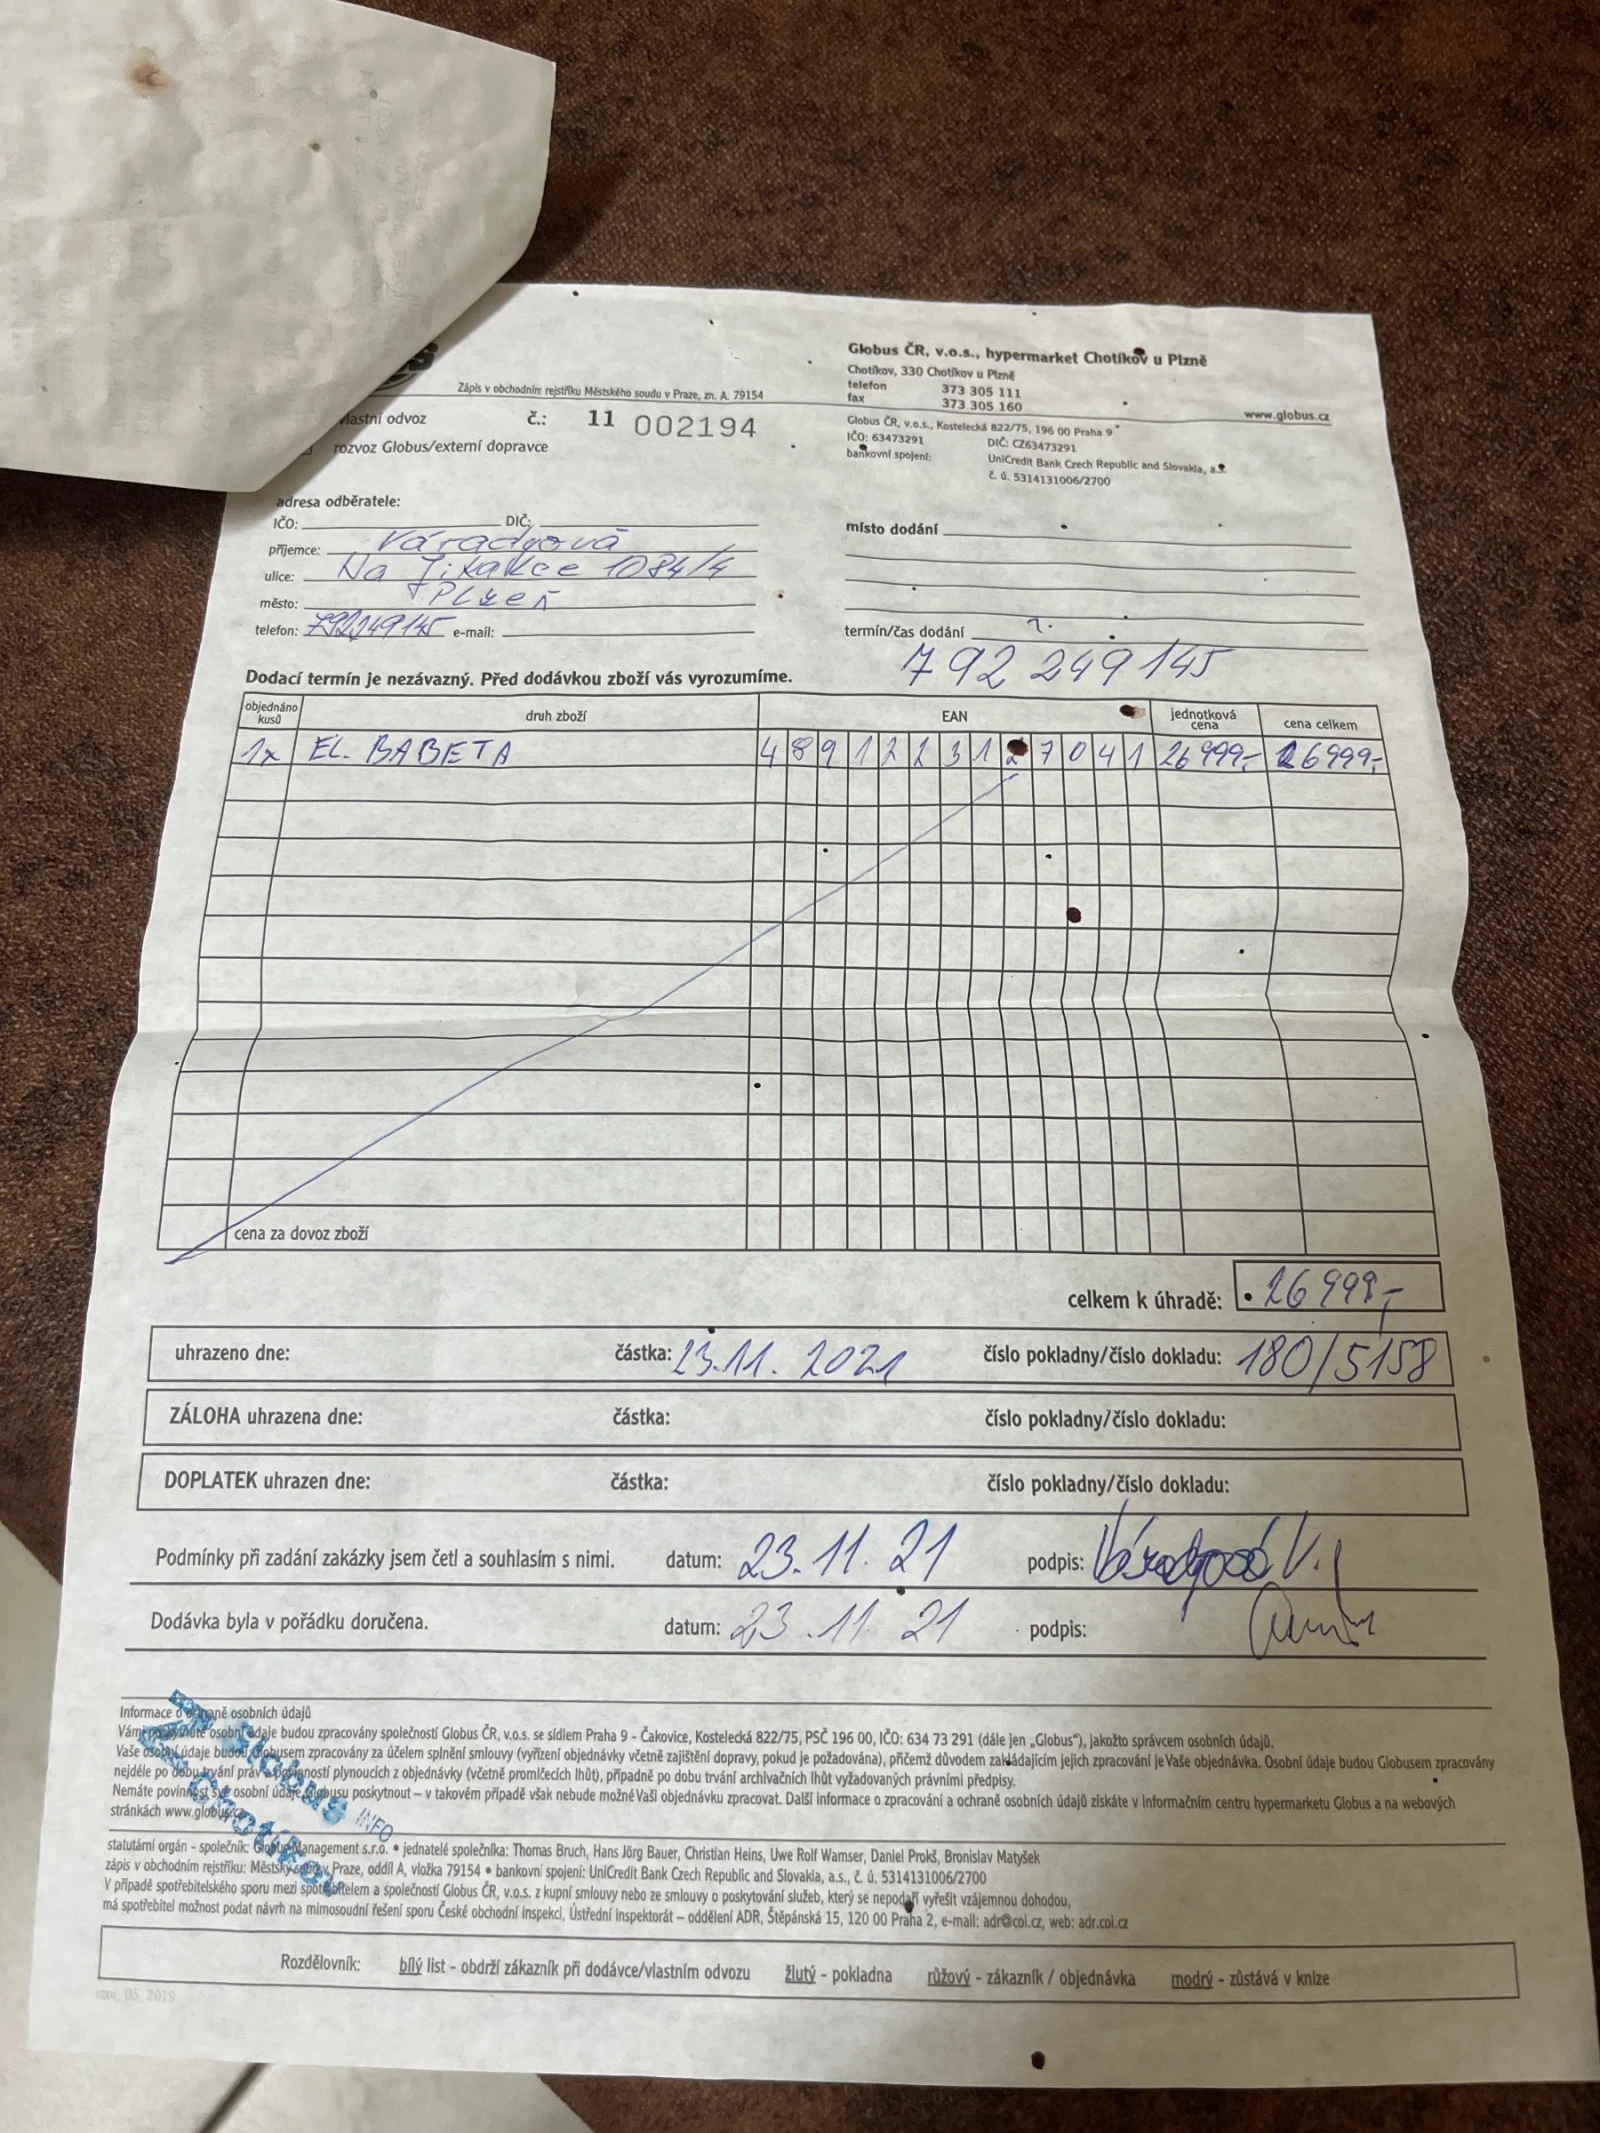 Globus ČR, v.o.s., hypermarket Chotíkov u Plzně
Chotíkov, 330 Chotíkov u Plzně
telefon 373 305 111
fax 373 305 160
www.globus.cz
Zápis v obchodním rejstříku Městského soudu v Praze, zn. A. 79154
vlastní odvoz č.: 11 002194
rozvoz Globus/externí dopravce
Globus ČR, v.o.s., Kostelecká 822/75, 196 00 Praha 9
IČO: 63473291 DIČ: CZ63473291
bankovní spojení: UniCredit Bank Czech Republic and Slovakia, a.s.
č. ú. 5314131006/2700
adresa odběratele:
IČO: DIČ:
příjemce: Váradyová
ulice: Na 1084/4
město: Plzeň
telefon: 792249145 e-mail:
místo dodání
termín/čas dodání
792 249 145
Dodací termín je nezávazný. Před dodávkou zboží vás vyrozumíme.
objednáno kusů druh zboží EAN jednotková cena cena celkem
1x EL. BABETA 4 8 9 1 2 2 3 1 2 7 0 4 1 26 999,- 26 999,-
cena za dovoz zboží
celkem k úhradě: 26 999,-
uhrazeno dne: částka: 23.11. 2021 číslo pokladny/číslo dokladu: 180/5158
ZÁLOHA uhrazena dne: částka: číslo pokladny/číslo dokladu:
DOPLATEK uhrazen dne: částka: číslo pokladny/číslo dokladu:
Podmínky při zadání zakázky jsem četl a souhlasím s nimi. datum: 23.11. 21 podpis: Váradyová V.
Dodávka byla v pořádku doručena. datum: 23.11 21 podpis:
Informace o ochraně osobních údajů
Vámi poskytnuté osobní údaje budou zpracovány společností Globus ČR, v.o.s. se sídlem Praha 9 - Čakovice, Kostelecká 822/75, PSČ 196 00, IČO: 634 73 291 (dále jen „Globus“), jakožto správcem osobních údajů.
Vaše osobní údaje budou Globusem zpracovány za účelem splnění smlouvy (vyřízení objednávky včetně zajištění dopravy, pokud je požadována), přičemž důvodem zakládajícím jejich zpracování je Vaše objednávka. Osobní údaje budou Globusem zpracovány
nejdéle po dobu trvání práv a povinností plynoucích z objednávky (včetně promlčecích lhůt), případně po dobu trvání archivačních lhůt vyžadovaných právními předpisy.
Nemáte povinnost své osobní údaje Globusu poskytnout – v takovém případě však nebude možné Vaši objednávku zpracovat. Další informace o zpracování a ochraně osobních údajů získáte v Informačním centru hypermarketu Globus a na webových
stránkách www.globus.cz
Globus
Chotíkov
INFO
statutární orgán - společník: Globus Management s.r.o. • jednatelé společníka: Thomas Bruch, Hans Jörg Bauer, Christian Heins, Uwe Rolf Wamser, Daniel Prokš, Bronislav Matyšek
zápis v obchodním rejstříku: Městský soud v Praze, oddíl A, vložka 79154 • bankovní spojení: UniCredit Bank Czech Republic and Slovakia, a.s., č. ú. 5314131006/2700
V případě spotřebitelského sporu mezi spotřebitelem a společností Globus ČR, v.o.s. z kupní smlouvy nebo ze smlouvy o poskytování služeb, který se nepodaří vyřešit vzájemnou dohodou,
má spotřebitel možnost podat návrh na mimosoudní řešení sporu České obchodní inspekci, Ústřední Inspektorát – oddělení ADR, Štěpánská 15, 120 00 Praha 2, e-mail: adr@coi.cz, web: adr.coi.cz
Rozdělovník: bílý list - obdrží zákazník při dodávce/vlastním odvozu žlutý - pokladna růžový - zákazník / objednávka modrý - zůstává v knize
vzor_05_2019